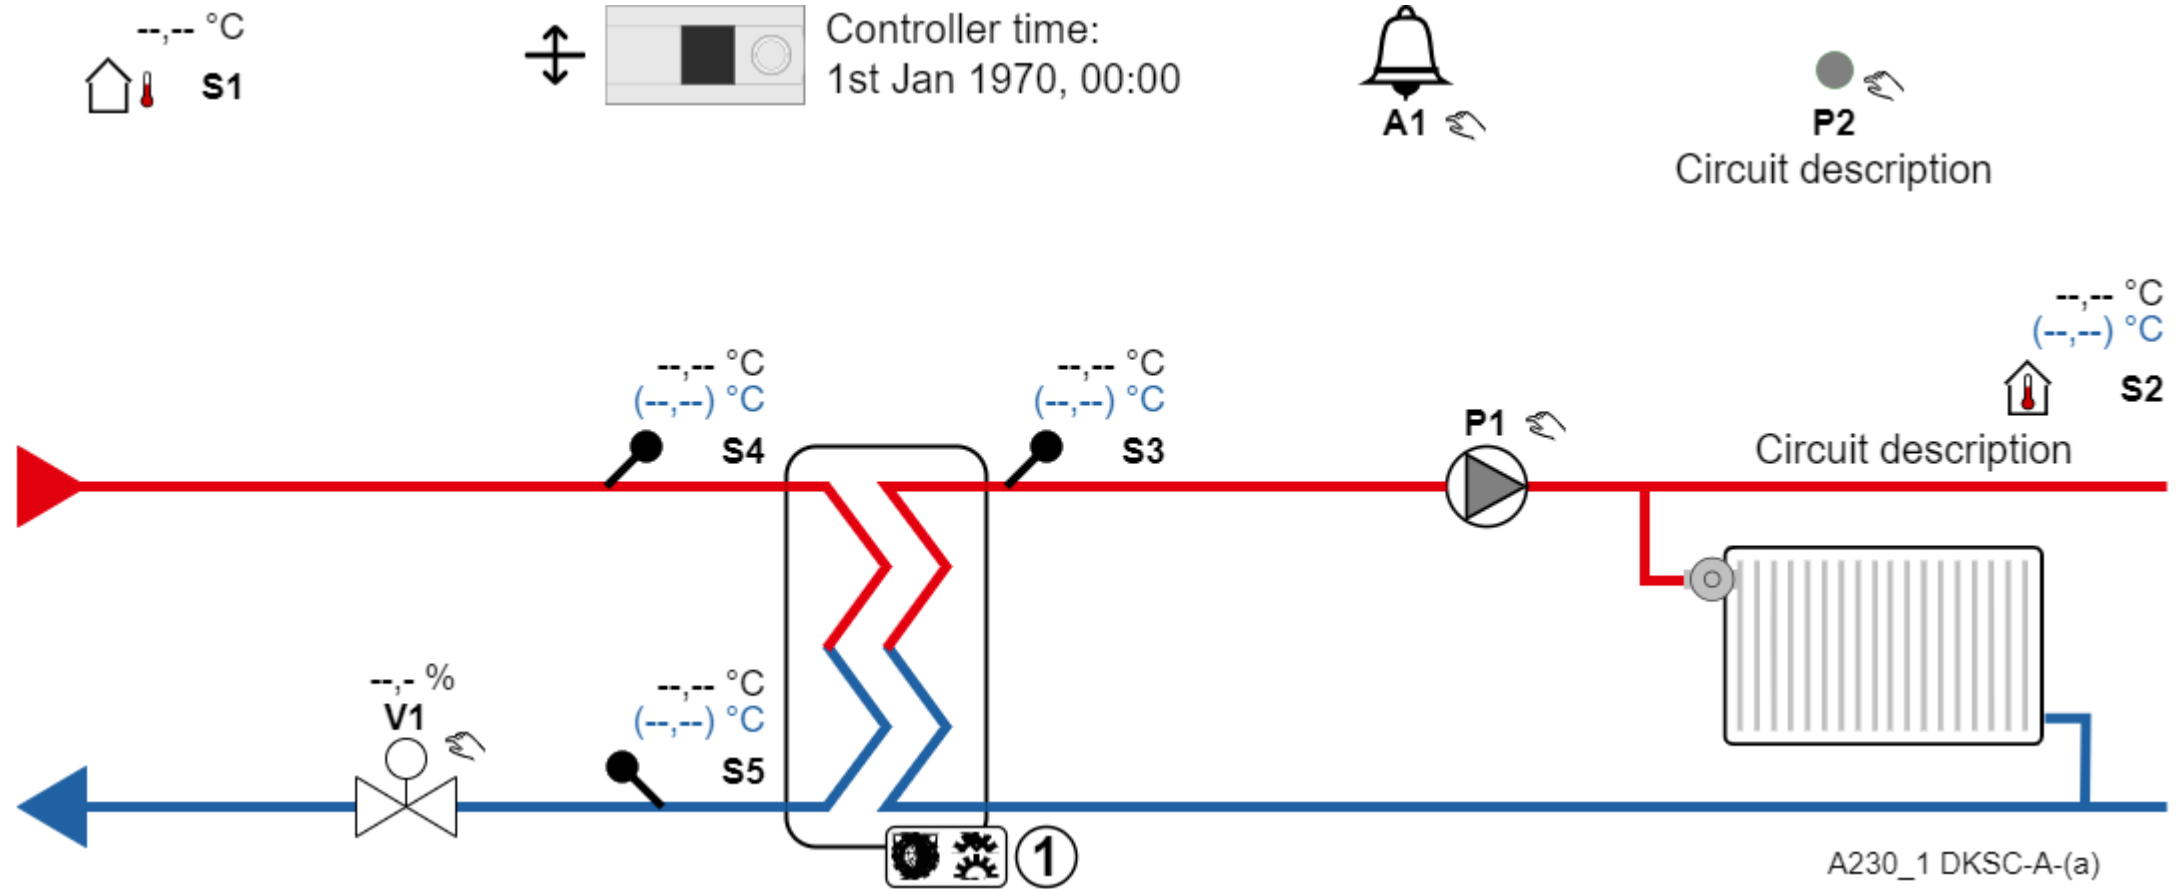 --,-- °C
S1
Controller time:
1st Jan 1970, 00:00
A1
P2
Circuit description
--,-- °C
(--,--) °C
S2
--,-- °C
(--,--) °C
S4
--,-- °C
(--,--) °C
S3
P1
Circuit description
--,- %
V1
--,-- °C
(--,--) °C
S5
1
A230_1 DKSC-A-(a)